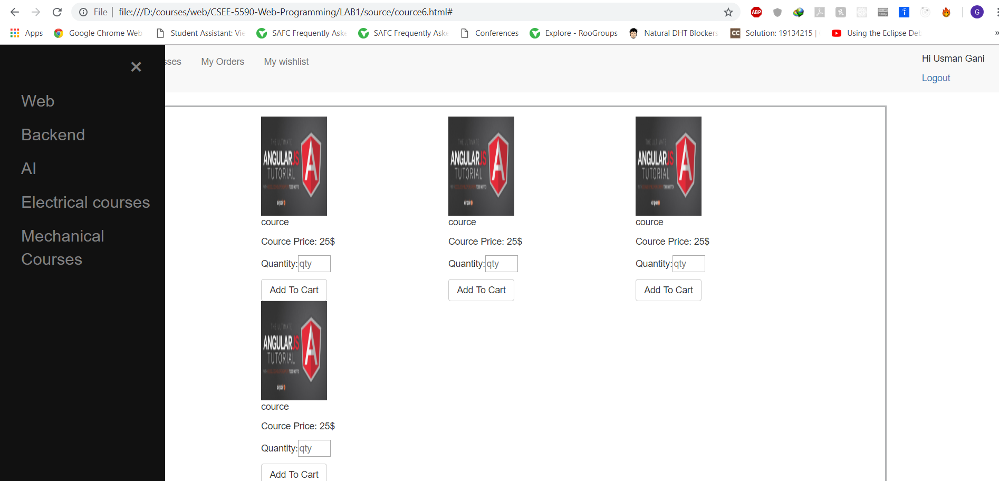 File | file:///D:/courses/web/CSEE-5590-Web-Programming/LAB1/source/cource6.html#
ABP
G
Apps Google Chrome Web Student Assistant: Vie SAFC Frequently Aske SAFC Frequently Aske Conferences Explore - RooGroups Natural DHT Blockers CC Solution: 19134215 | Using the Eclipse Deb »
× sses My Orders My wishlist Hi Usman Gani
Logout
Web
Backend
AI
Electrical courses
Mechanical
Courses
THE ULTIMATE THE ULTIMATE THE ULTIMATE
ANGULARJS ANGULARJS ANGULARJS
TUTORIAL TUTORIAL TUTORIAL
cource cource cource
Cource Price: 25$ Cource Price: 25$ Cource Price: 25$
Quantity: qty Quantity: qty Quantity: qty
Add To Cart Add To Cart Add To Cart
THE ULTIMATE
ANGULARJS
TUTORIAL
cource
Cource Price: 25$
Quantity: qty
Add To Cart